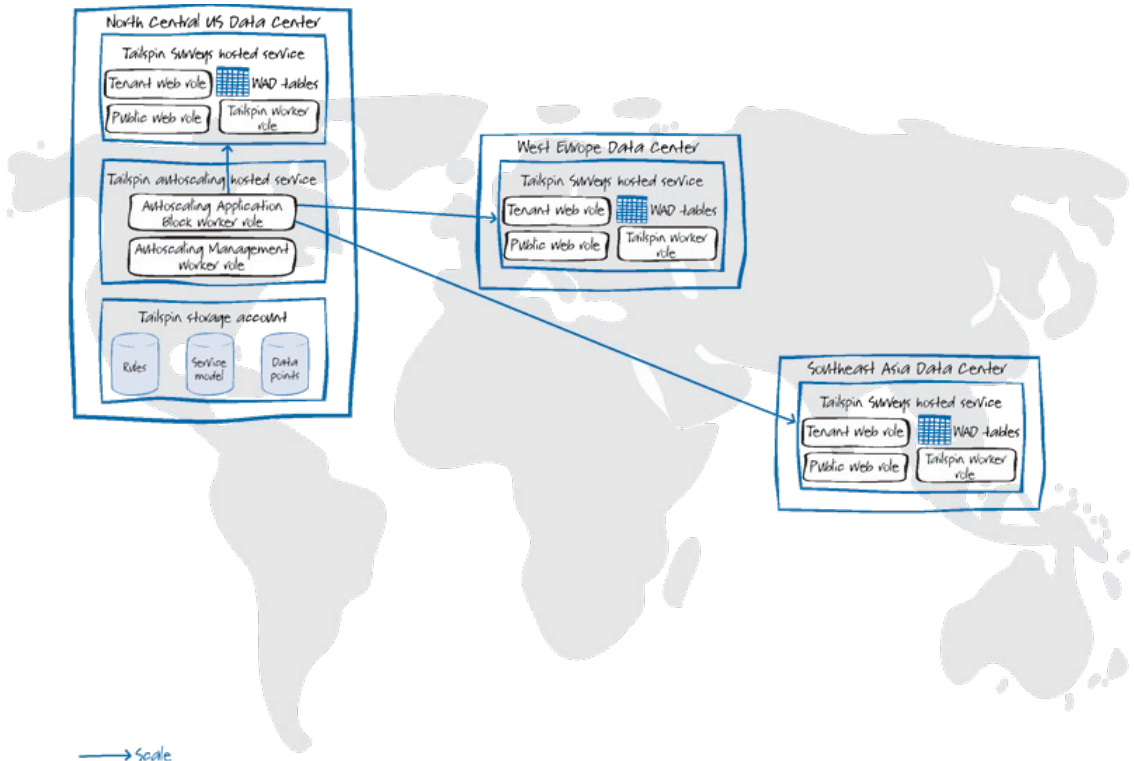 North Central US Data Center
Tailspin Surveys hosted service
Tenant Web role
WAD tables
Public Web role
Tailspin Worker
role
Tailspin autoscaling hosted service
Autoscaling Application
Block Worker role
Autoscaling Management
Worker role
Tailspin storage account
Rules
Service
model
Data
points
West Europe Data Center
Tailspin Surveys hosted service
Tenant Web role
WAD tables
Public Web role
Tailspin Worker
role
Southeast Asia Data Center
Tailspin Surveys hosted service
Tenant Web role
WAD tables
Public Web role
Tailspin Worker
role
Scale